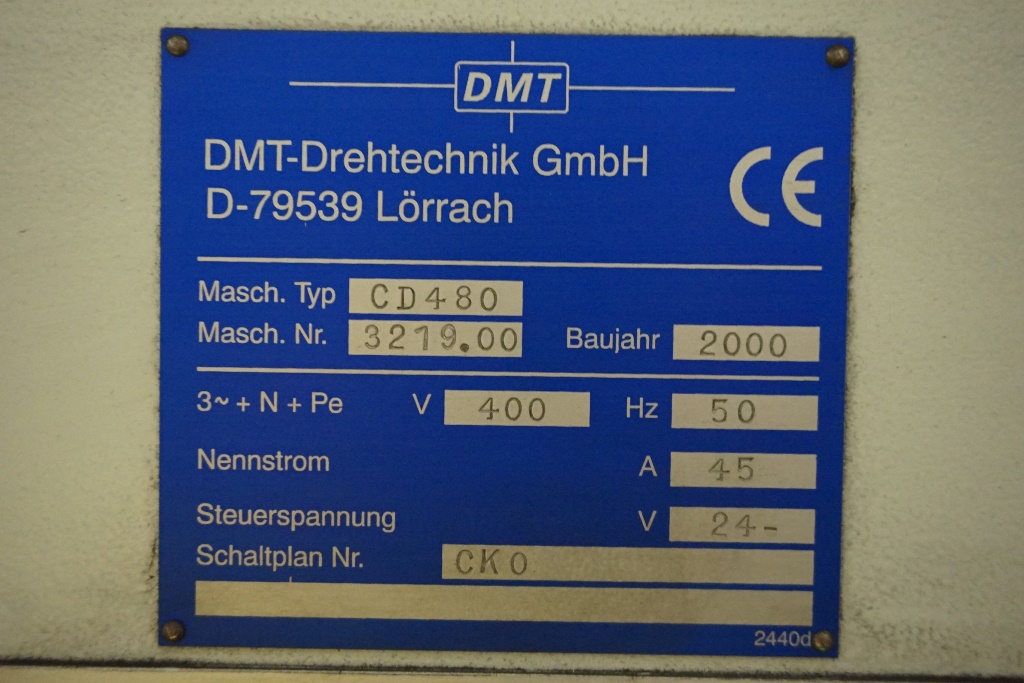 DMT
DMT-Drehtechnik GmbH
D-79539 Lörrach
CE
Masch. Typ CD480
Masch. Nr. 3219.00 Baujahr 2000
3~ + N + Pe V 400 Hz 50
Nennstrom A 45
Steuerspannung V 24-
Schaltplan Nr. CK0
2440d